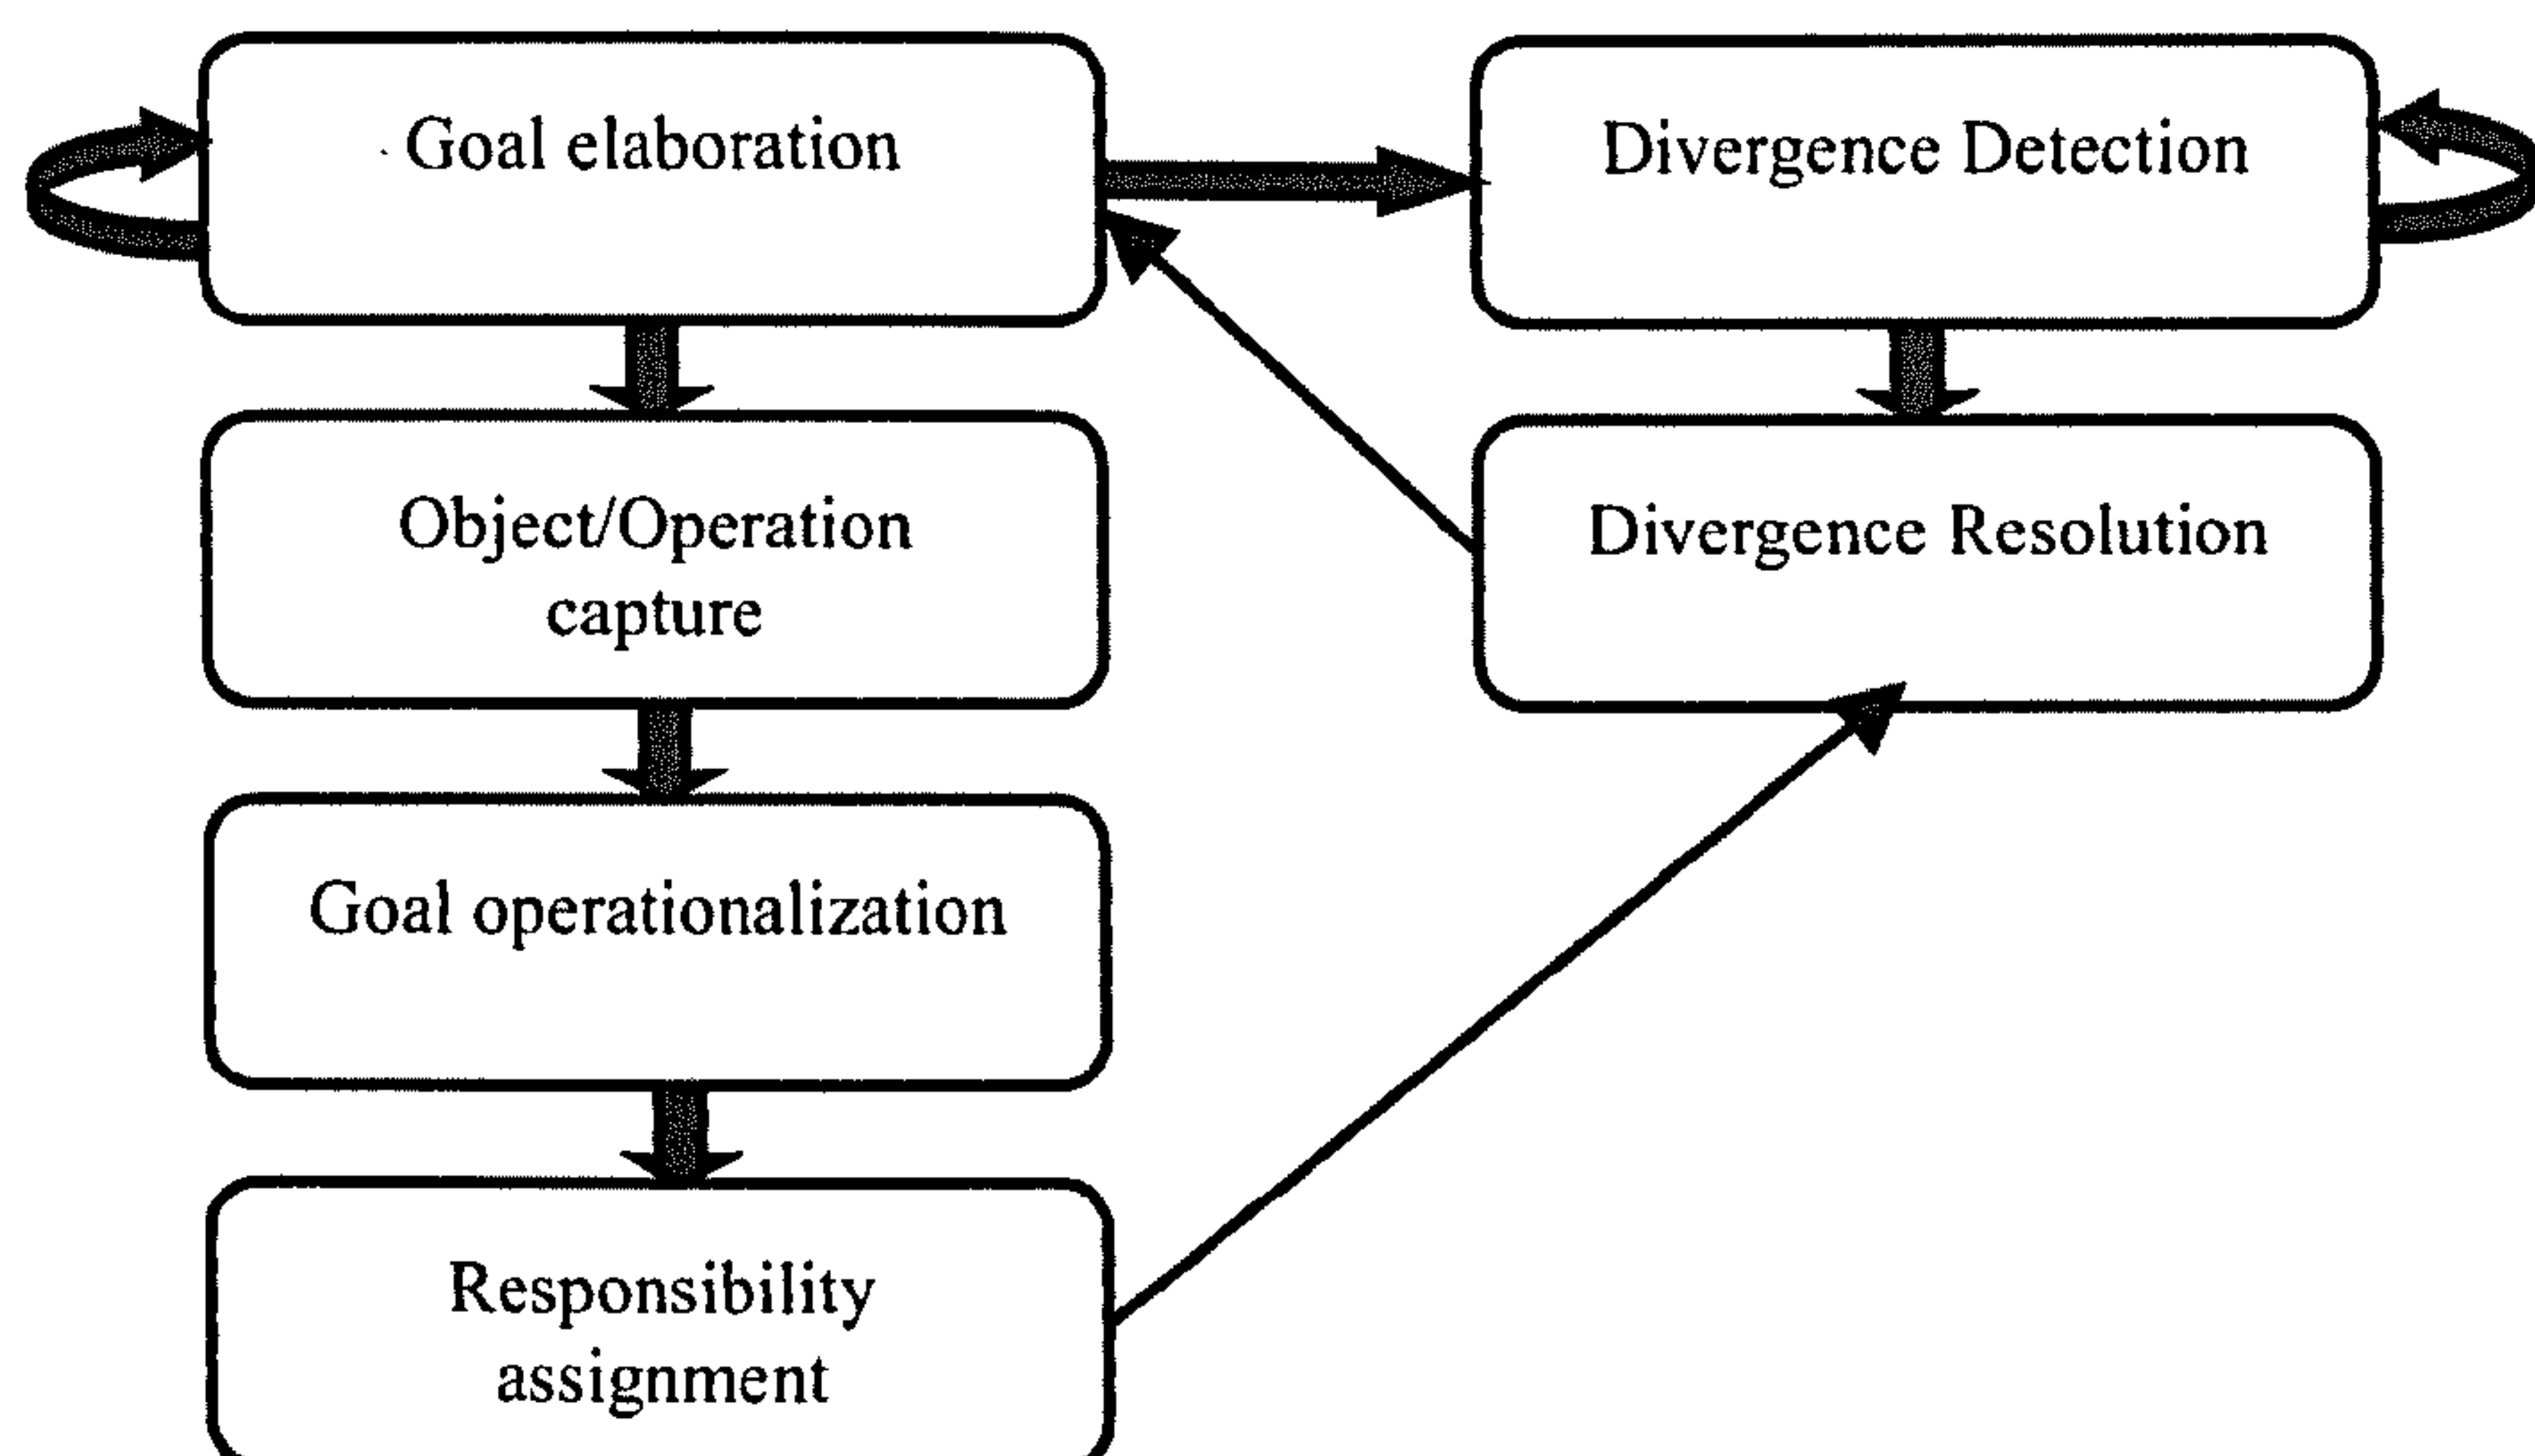 Goal elaboration
Divergence Detection
Object/Operation
capture
Divergence Resolution
Goal operationalization
Responsibility
assignment